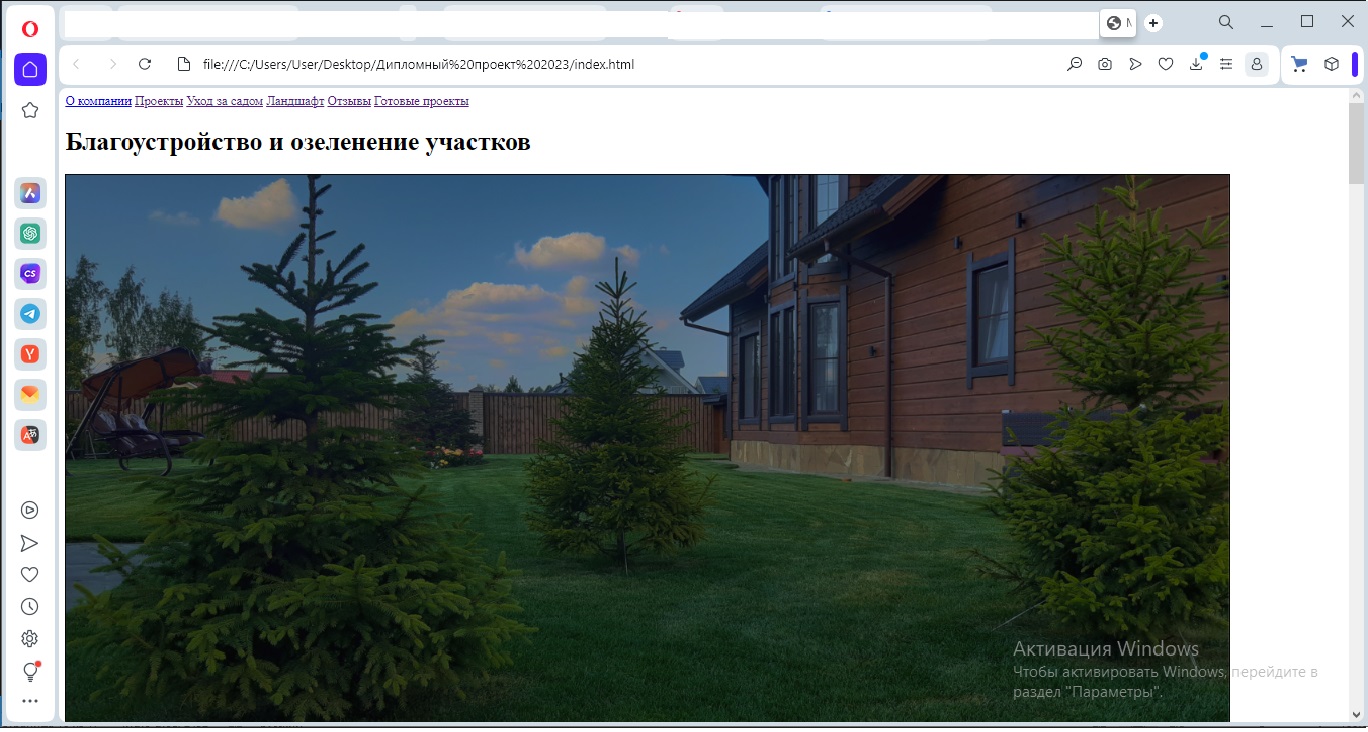 file:///C:/Users/User/Desktop/Дипломный%20проект%202023/index.html
О компании Проекты Уход за садом Ландшафт Отзывы Готовые проекты
Благоустройство и озеленение участков
CS
Активация Windows
Чтобы активировать Windows, перейдите в
раздел "Параметры".